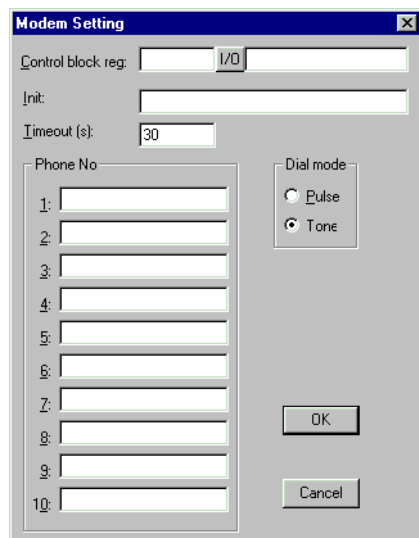 Modem Setting
Control block reg: I/O
Init:
Timeout (s): 30
Phone No
Dial mode
1:
Pulse
2:
Tone
3:
4:
5:
6:
7:
OK
8:
9:
Cancel
10: